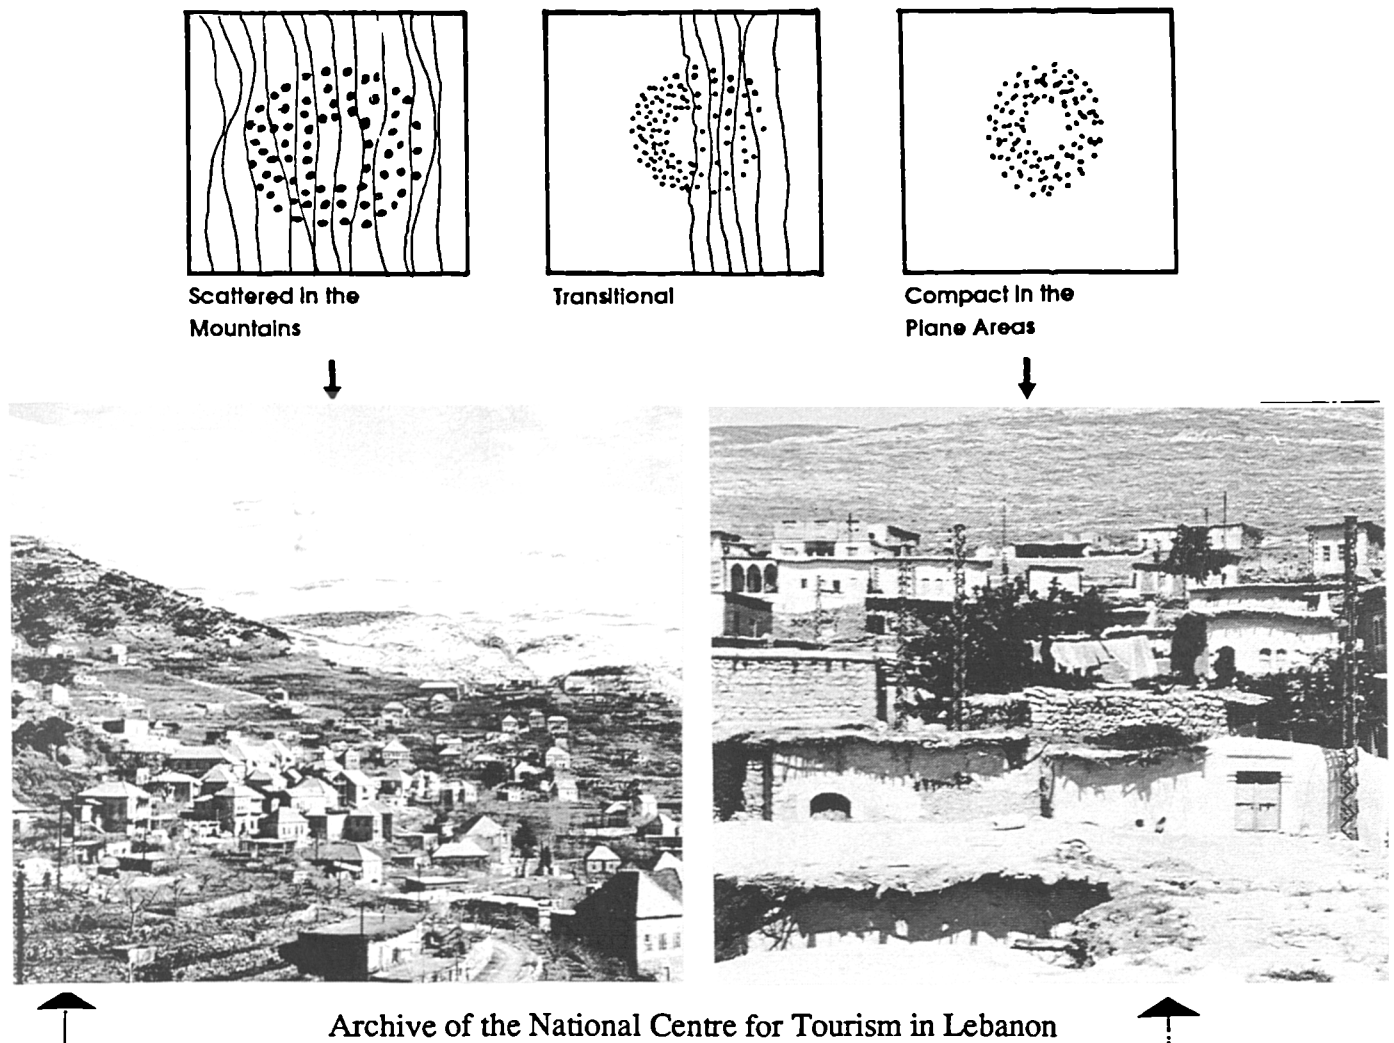 Scattered in the
Mountains
Transitional
Compact in the
Plane Areas
Archive of the National Centre for Tourism in Lebanon